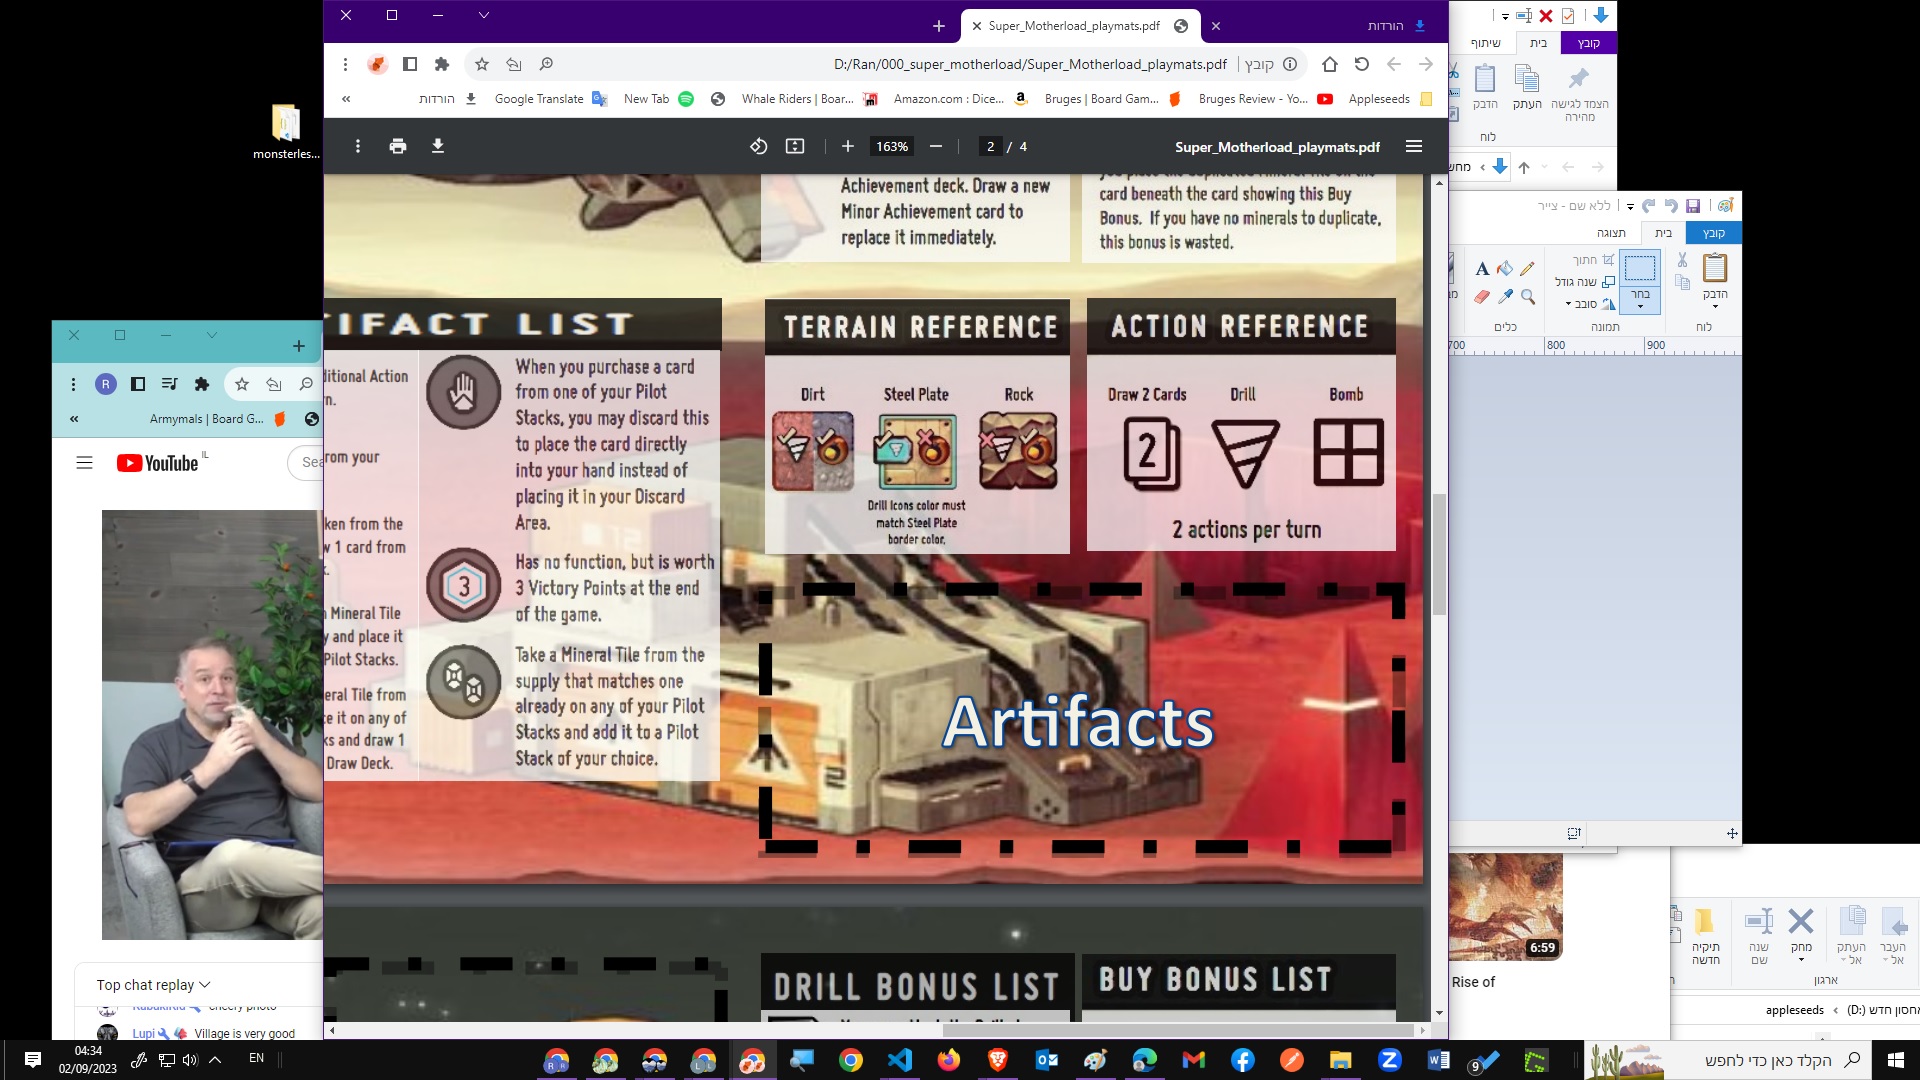 monsterles...
Super_Motherload_playmats.pdf
הורדות
D:/Ran/000_super_motherload/Super_Motherload_playmats.pdf
קובץ
הורדות
Google Translate
New Tab
Whale Riders | Boar...
Amazon.com : Dice...
Bruges | Board Gam...
Bruges Review - Yo...
Appleseeds
163%
2 / 4
Super_Motherload_playmats.pdf
Achievement deck. Draw a new
Minor Achievement card to
replace it immediately.
card beneath the card showing this Buy
Bonus. If you have no minerals to duplicate,
this bonus is wasted.
IFACT LIST
ditional Action
n.
rom your
ken from the
w 1 card from
Mineral Tile
y and place it
Pilot Stacks.
eral Tile from
e it on any of
ks and draw 1
Draw Deck.
When you purchase a card
from one of your Pilot
Stacks, you may discard this
to place the card directly
into your hand instead of
placing it in your Discard
Area.
3
Has no function, but is worth
3 Victory Points at the end
of the game.
Take a Mineral Tile from the
supply that matches one
already on any of your Pilot
Stacks and add it to a Pilot
Stack of your choice.
TERRAIN REFERENCE
Dirt
Steel Plate
Rock
Drill Icons color must
match Steel Plate
border color.
ACTION REFERENCE
Draw 2 Cards
Drill
Bomb
2
2 actions per turn
Artifacts
2
DRILL BONUS LIST
BUY BONUS LIST
R
Armymals | Board G...
YouTube IL
Sea
Top chat replay
Lupi
Village is very good
קובץ
בית
שיתוף
הצמד לגישה
מהירה
העתק
הדבק
לוח
מחש
ללא שם - צייר
קובץ
בית
תצוגה
הדבק
לוח
בחר
חתוך
שנה גודל
סובב
תמונה
A
כלים
700
800
900
6:59
Rise of
העבר
אל
העתק
אל
מחק
שנה
שם
תיקיה
חדשה
ארגון
אחסון חדש (D:)
appleseeds
04:34
02/09/2023
EN
9
הקלד כאן כדי לחפש